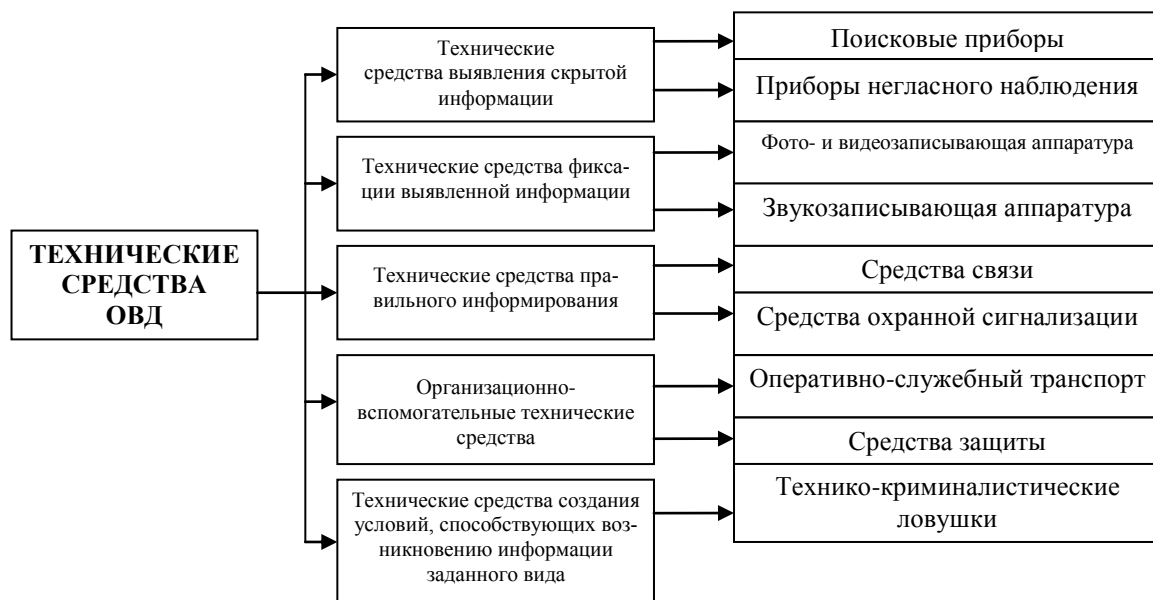 ТЕХНИЧЕСКИЕ
СРЕДСТВА
ОВД
Технические
средства выявления скрытой
информации
Поисковые приборы
Приборы негласного наблюдения
Технические средства фикса-
ции выявленной информации
Фото- и видеозаписывающая аппаратура
Звукозаписывающая аппаратура
Технические средства пра-
вильного информирования
Средства связи
Средства охранной сигнализации
Организационно-
вспомогательные технические
средства
Оперативно-служебный транспорт
Средства защиты
Технические средства создания
условий, способствующих воз-
никновению информации
заданного вида
Технико-криминалистические
ловушки